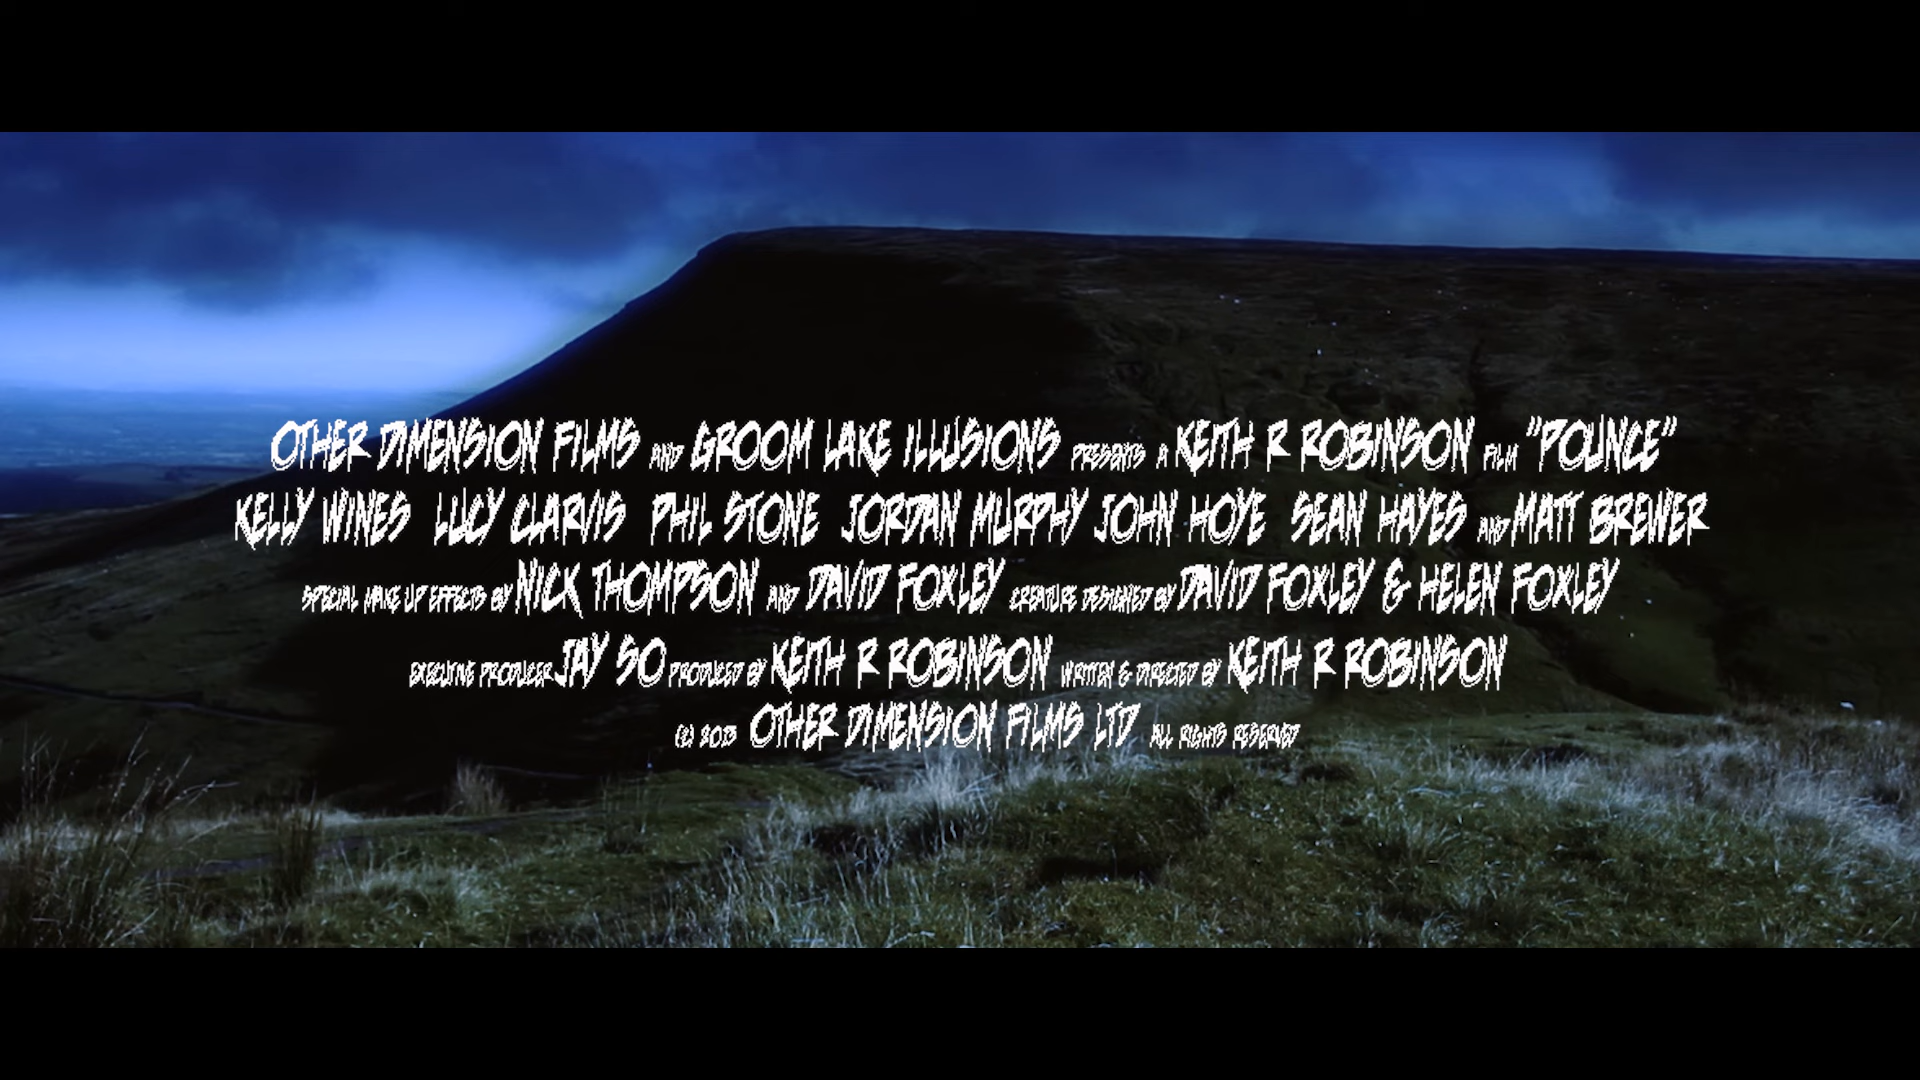 OTHER DIMENSION FILMS AND GROOM LAKE ILLUSIONS PRESENTS A KEITH R ROBINSON FILM "POUNCE"
KELLY WINES LUCY CLARVIS PHIL STONE JORDAN MURPHY JOHN HOYE SEAN HAYES AND MATT BREWER
SPECIAL MAKE UP EFFECTS BY NICK THOMPSON AND DAVID FOXLEY CREATURE DESIGNED BY DAVID FOXLEY & HELEN FOXLEY
EXECUTIVE PRODUCER JAY SO PRODUCED BY KEITH R ROBINSON WRITTEN & DIRECTED BY KEITH R ROBINSON
(C) 2013 OTHER DIMENSION FILMS LTD ALL RIGHTS RESERVED